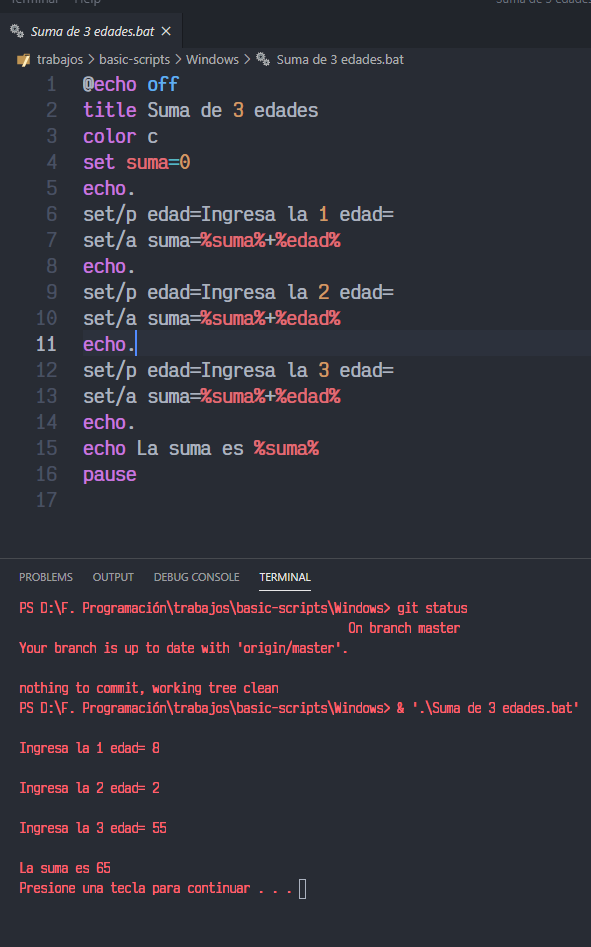 Terminal Help Suma de 3 edades
Suma de 3 edades.bat
trabajos > basic-scripts > Windows > Suma de 3 edades.bat
1 @echo off
2 title Suma de 3 edades
3 color c
4 set suma=0
5 echo.
6 set/p edad=Ingresa la 1 edad=
7 set/a suma=%suma%+%edad%
8 echo.
9 set/p edad=Ingresa la 2 edad=
10 set/a suma=%suma%+%edad%
11 echo.
12 set/p edad=Ingresa la 3 edad=
13 set/a suma=%suma%+%edad%
14 echo.
15 echo La suma es %suma%
16 pause
17
PROBLEMS OUTPUT DEBUG CONSOLE TERMINAL
PS D:\F. Programación\trabajos\basic-scripts\Windows> git status
On branch master
Your branch is up to date with 'origin/master'.
nothing to commit, working tree clean
PS D:\F. Programación\trabajos\basic-scripts\Windows> & '.\Suma de 3 edades.bat'
Ingresa la 1 edad= 8
Ingresa la 2 edad= 2
Ingresa la 3 edad= 55
La suma es 65
Presione una tecla para continuar . . .